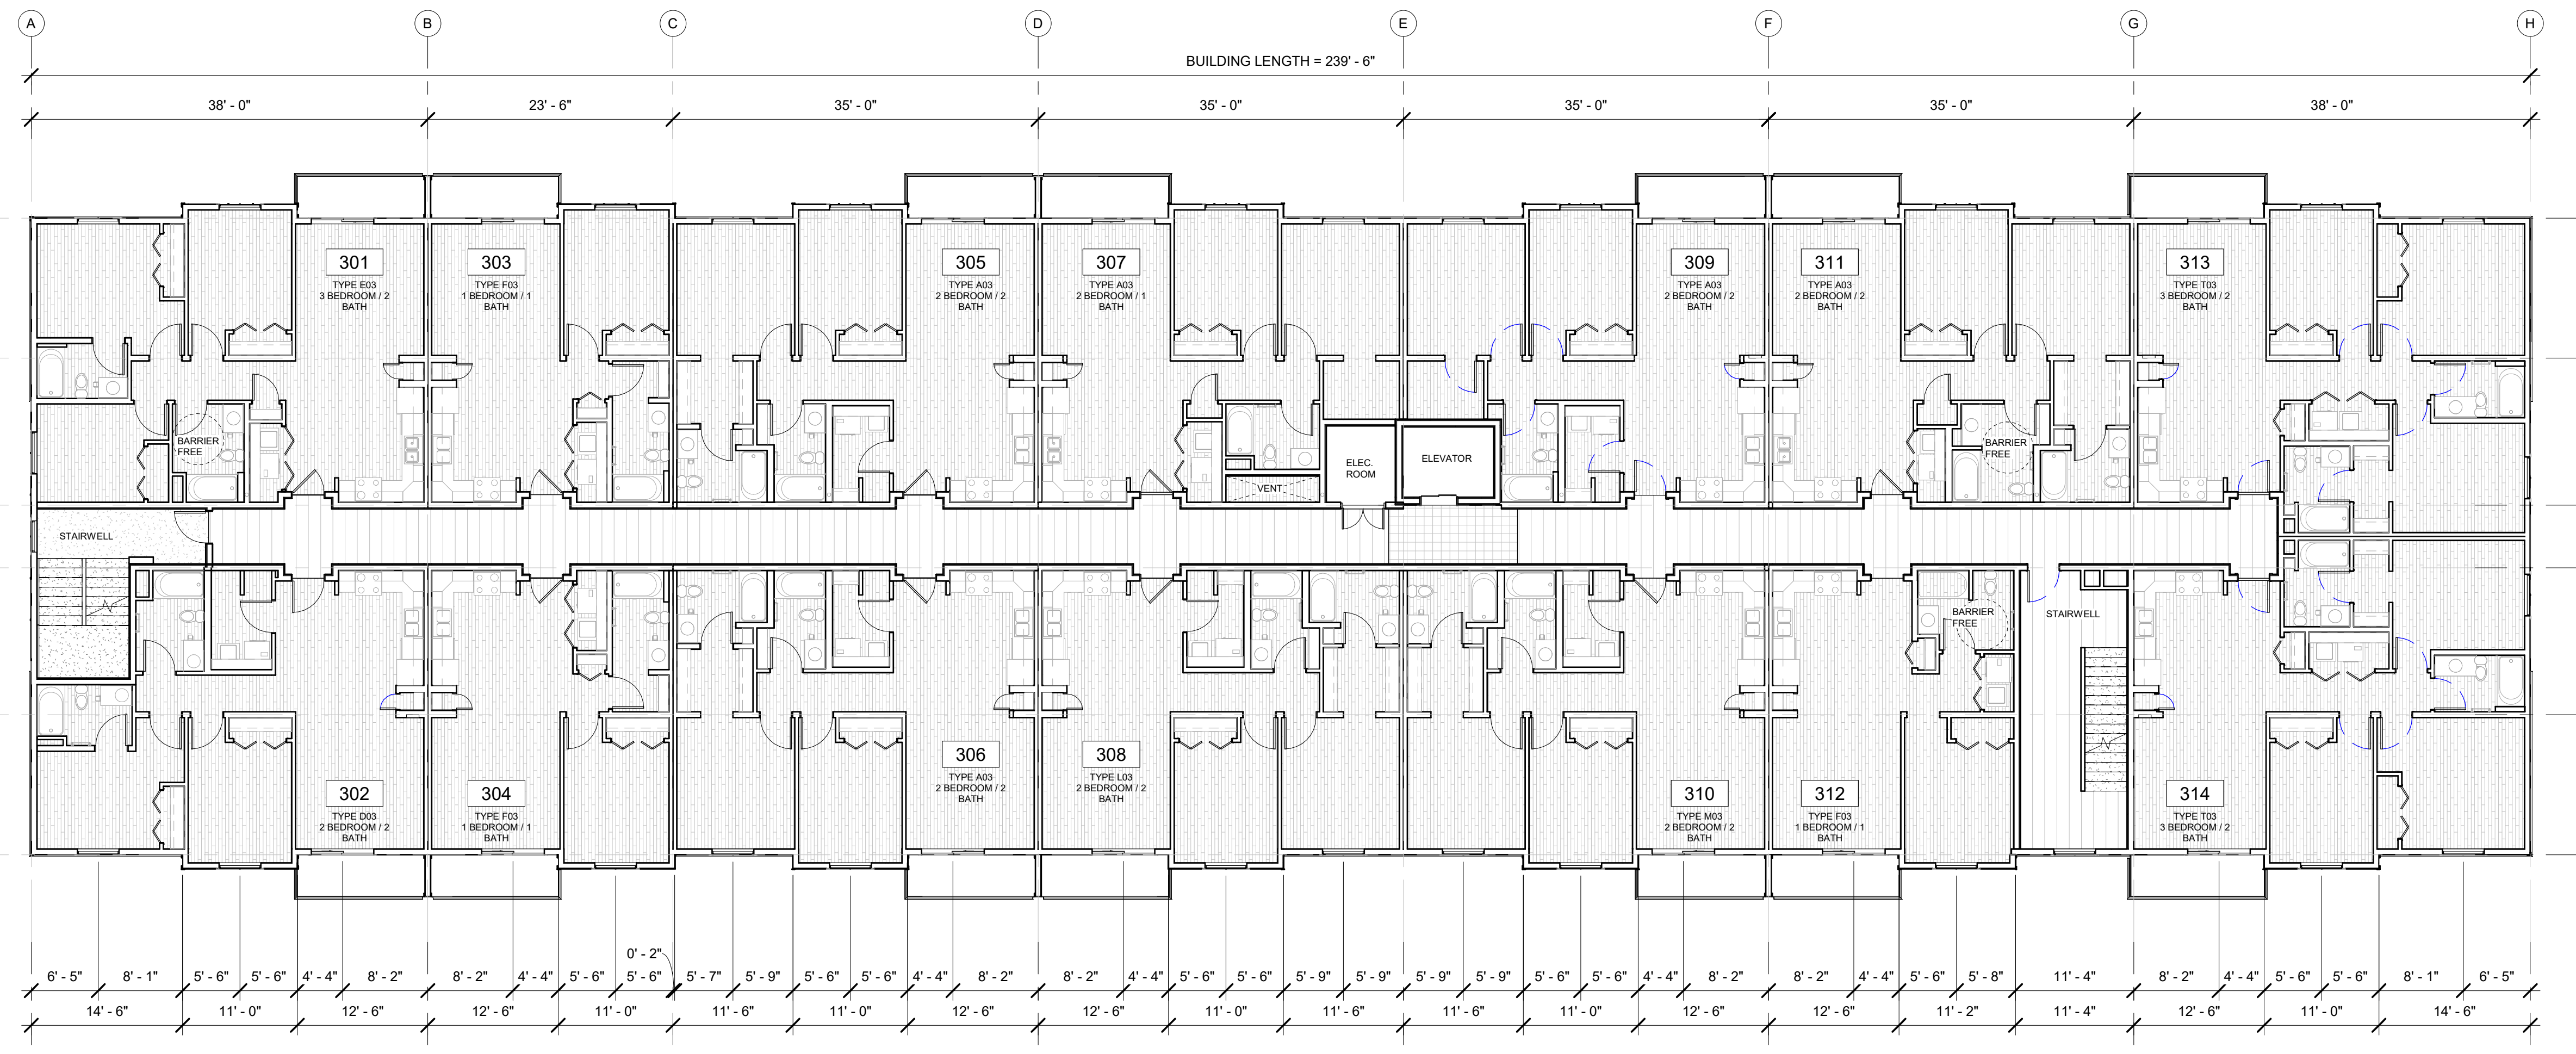 A B C D E F G H
BUILDING LENGTH = 239' - 6"
38' - 0" 23' - 6" 35' - 0" 35' - 0" 35' - 0" 35' - 0" 38' - 0"
301
TYPE E03
3 BEDROOM / 2
BATH
303
TYPE F03
1 BEDROOM / 1
BATH
305
TYPE A03
2 BEDROOM / 2
BATH
307
TYPE A03
2 BEDROOM / 1
BATH
309
TYPE A03
2 BEDROOM / 2
BATH
311
TYPE A03
2 BEDROOM / 2
BATH
313
TYPE T03
3 BEDROOM / 2
BATH
BARRIER
FREE
VENT
ELEC.
ROOM
ELEVATOR
BARRIER
FREE
STAIRWELL
BARRIER
FREE
STAIRWELL
302
TYPE D03
2 BEDROOM / 2
BATH
304
TYPE F03
1 BEDROOM / 1
BATH
306
TYPE A03
2 BEDROOM / 2
BATH
308
TYPE L03
2 BEDROOM / 2
BATH
310
TYPE M03
2 BEDROOM / 2
BATH
312
TYPE F03
1 BEDROOM / 1
BATH
314
TYPE T03
3 BEDROOM / 2
BATH
0' - 2"
6' - 5" 8' - 1" 5' - 6" 5' - 6" 4' - 4" 8' - 2" 8' - 2" 4' - 4" 5' - 6" 5' - 6" 5' - 7" 5' - 9" 5' - 6" 5' - 6" 4' - 4" 8' - 2" 8' - 2" 4' - 4" 5' - 6" 5' - 6" 5' - 9" 5' - 9" 5' - 9" 5' - 9" 5' - 6" 5' - 6" 4' - 4" 8' - 2" 8' - 2" 4' - 4" 5' - 6" 5' - 8" 11' - 4" 8' - 2" 4' - 4" 5' - 6" 5' - 6" 8' - 1" 6' - 5"
14' - 6" 11' - 0" 12' - 6" 12' - 6" 11' - 0" 11' - 6" 11' - 0" 12' - 6" 12' - 6" 11' - 0" 11' - 6" 11' - 6" 11' - 0" 12' - 6" 12' - 6" 11' - 2" 11' - 4" 12' - 6" 11' - 0" 14' - 6"